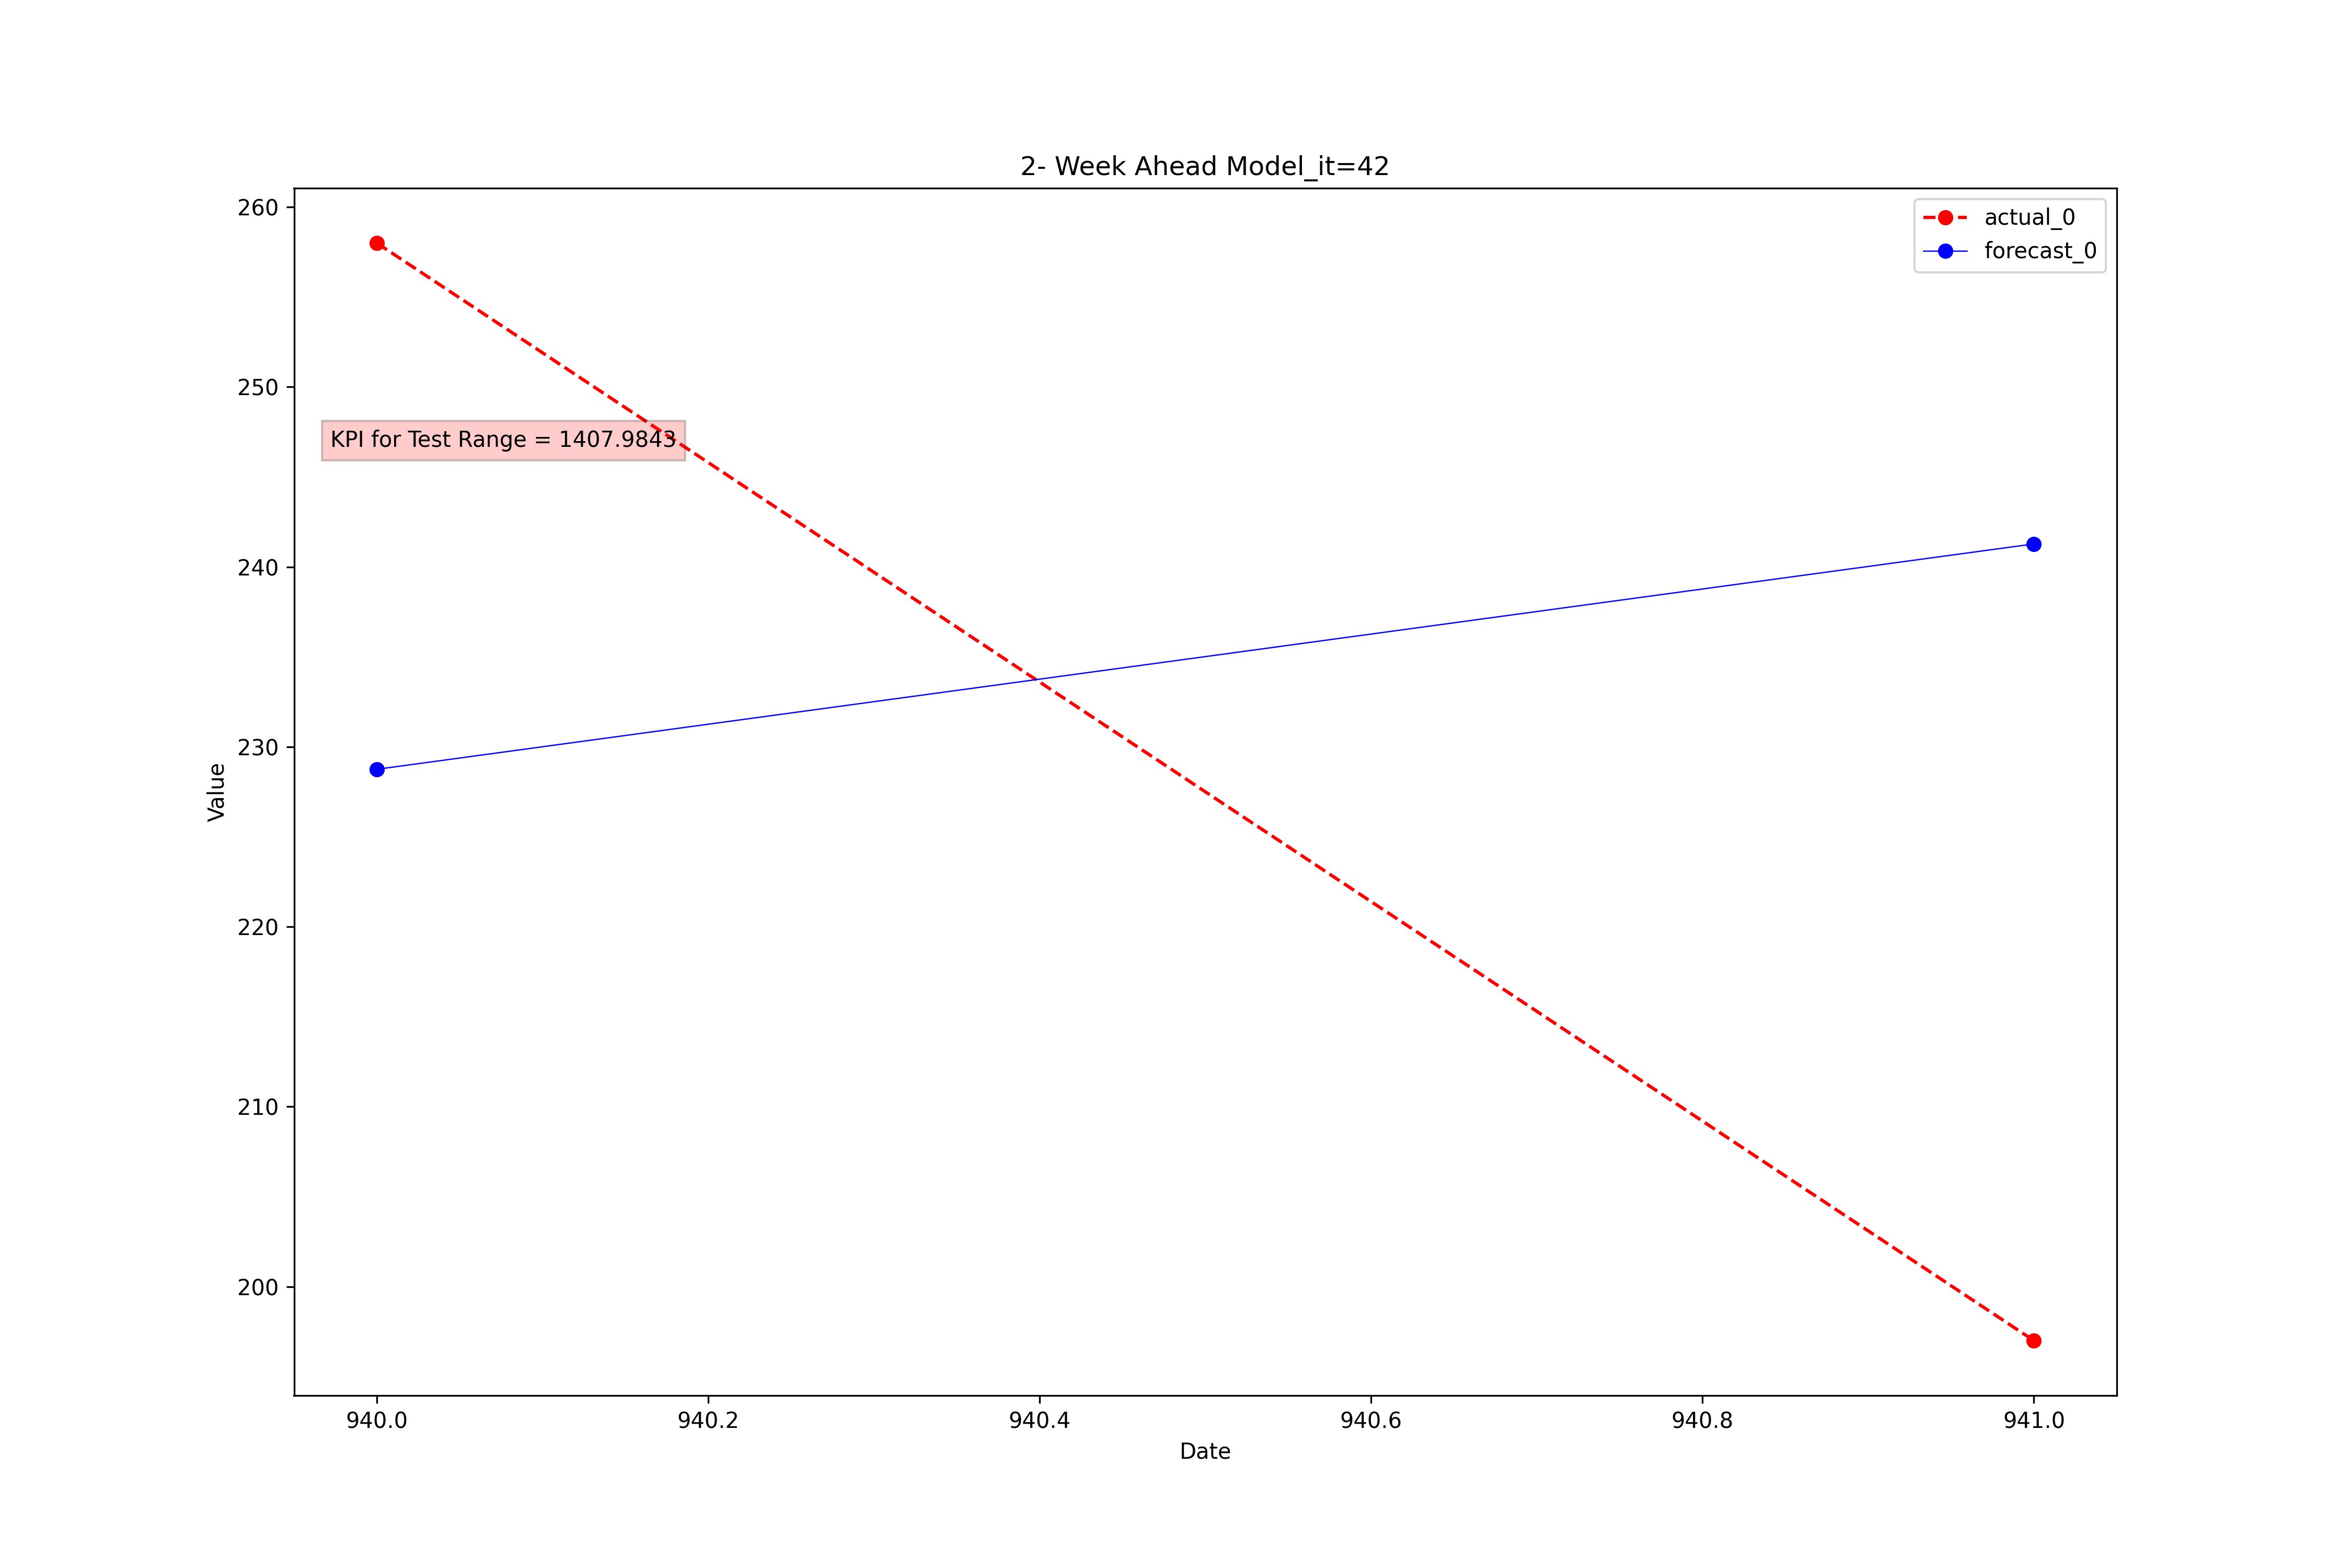 2- Week Ahead Model_it=42
actual_0
forecast_0
KPI for Test Range = 1407.9843
Value
260
250
240
230
220
210
200
940.0
940.2
940.4
940.6
940.8
941.0
Date